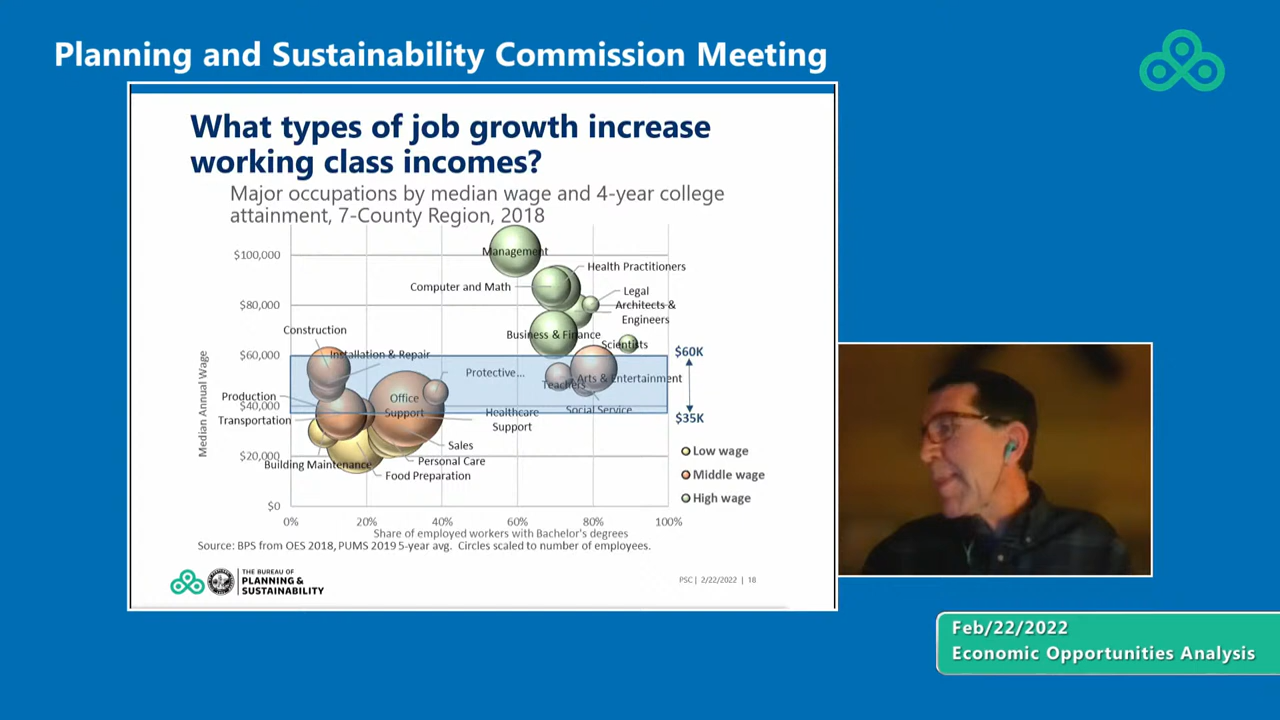 Planning and Sustainability Commission Meeting
What types of job growth increase
working class incomes?
Major occupations by median wage and 4-year college
attainment, 7-County Region, 2018
$100,000
$80,000
$60,000
$40,000
$20,000
$0
Median Annual Wage
Management
Health Practitioners
Computer and Math
Legal
Architects &
Engineers
Construction
Business & Finance
Scientists
Installation & Repair
$60K
Protective...
Arts & Entertainment
Teachers
Production
Office
Support
Social Service
Healthcare
Support
$35K
Transportation
Sales
Building Maintenance
Personal Care
Food Preparation
Low wage
Middle wage
High wage
0%
20%
40%
60%
80%
100%
Share of employed workers with Bachelor's degrees
Source: BPS from OES 2018, PUMS 2019 5-year avg. Circles scaled to number of employees.
THE BUREAU OF
PLANNING &
SUSTAINABILITY
PSC | 2/22/2022 | 18
Feb/22/2022
Economic Opportunities Analysis